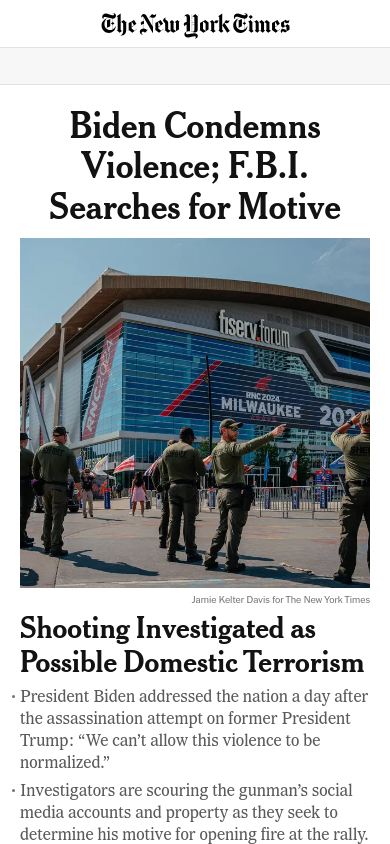 The New York Times
Biden Condemns
Violence; F.B.I.
Searches for Motive
fiserv.forum
RNC 2024
RNC 2024
MILWAUKEE
202
Jamie Kelter Davis for The New York Times
Shooting Investigated as
Possible Domestic Terrorism
• President Biden addressed the nation a day after
the assassination attempt on former President
Trump: “We can’t allow this violence to be
normalized.”
• Investigators are scouring the gunman’s social
media accounts and property as they seek to
determine his motive for opening fire at the rally.